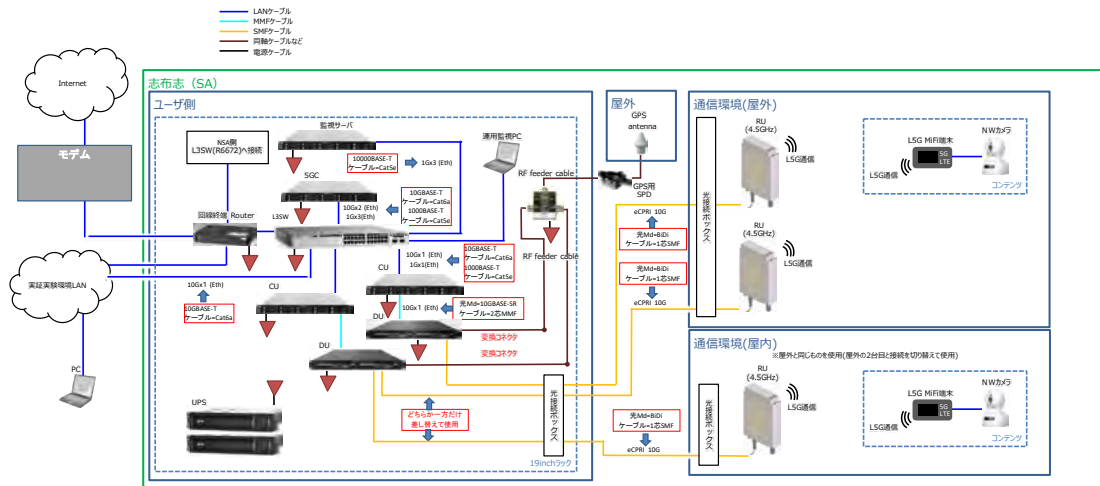 LANケーブル
MMFケーブル
SMFケーブル
同軸ケーブルなど
電源ケーブル
Internet
モデム
実証実験環境LAN
PC
志布志（SA）
ユーザ側
NSA側
L3SW(R6672)へ接続
監視サーバ
10000BASE-T
ケーブル=Cat5e
1Gx3 (Eth)
運用監視PC
5GC
10Gx2 (Eth)
1Gx3(Eth)
10GBASE-T
ケーブル=Cat6a
1000BASE-T
ケーブル=Cat5e
回線終端 Router
L3SW
10Gx1 (Eth)
1Gx1(Eth)
10GBASE-T
ケーブル=Cat6a
1000BASE-T
ケーブル=Cat5e
CU
10Gx1 (Eth)
10GBASE-T
ケーブル=Cat6a
CU
10Gx1 (Eth)
光Md=10GBASE-SR
ケーブル=2芯MMF
DU
DU
変換コネクタ
変換コネクタ
RF feeder cable
RF feeder cable
UPS
どちらか一方だけ
差し替えて使用
光接続ボックス
19inchラック
屋外
GPS
antenna
GPS用
SPD
eCPRI 10G
光Md=BiDi
ケーブル=1芯SMF
光Md=BiDi
ケーブル=1芯SMF
eCPRI 10G
光Md=BiDi
ケーブル=1芯SMF
eCPRI 10G
通信環境(屋外)
光接続ボックス
RU
(4.5GHz)
L5G通信
RU
(4.5GHz)
L5G通信
L5G MiFi端末
5G
LTE
L5G通信
NWカメラ
コンテンツ
通信環境(屋内)
※屋外と同じものを使用(屋外の2台目と接続を切り替えて使用)
光接続ボックス
RU
(4.5GHz)
L5G通信
L5G MiFi端末
5G
LTE
L5G通信
NWカメラ
コンテンツ